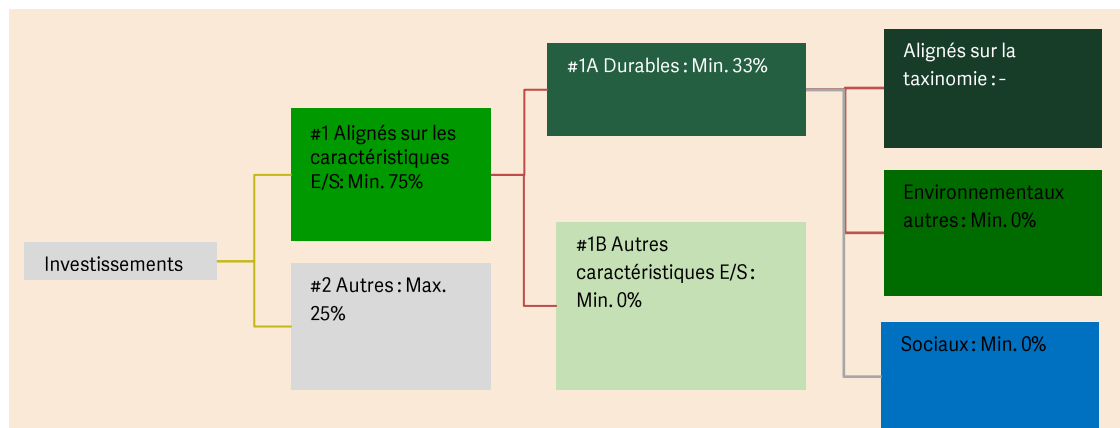 Investissements
#1 Alignés sur les
caractéristiques
E/S: Min. 75%
#2 Autres : Max.
25%
#1A Durables : Min. 33%
#1B Autres
caractéristiques E/S :
Min. 0%
Alignés sur la
taxinomie : -
Environnementaux
autres : Min. 0%
Sociaux : Min. 0%